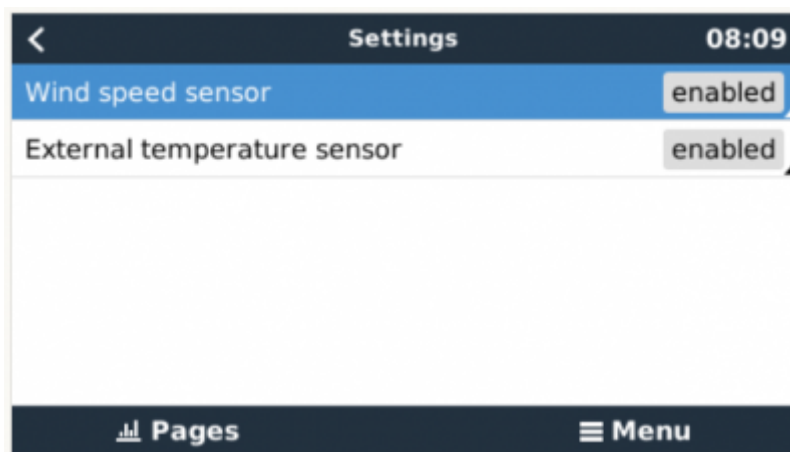 Settings 08:09
Wind speed sensor enabled
External temperature sensor enabled
Pages Menu